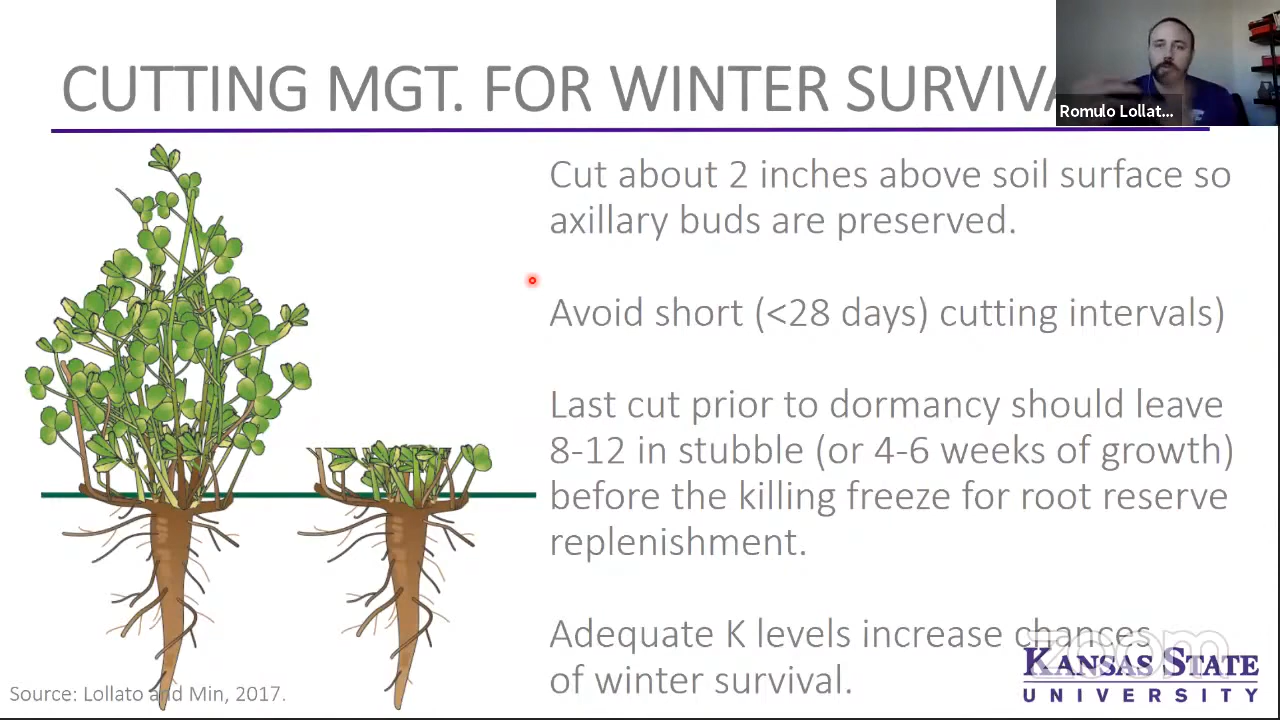 CUTTING MGT. FOR WINTER SURVIVA
Romulo Lollat...
Cut about 2 inches above soil surface so
axillary buds are preserved.
Avoid short (<28 days) cutting intervals)
Last cut prior to dormancy should leave
8-12 in stubble (or 4-6 weeks of growth)
before the killing freeze for root reserve
replenishment.
Adequate K levels increase chances
of winter survival.
zoom
KANSAS STATE
UNIVERSITY
Source: Lollato and Min, 2017.